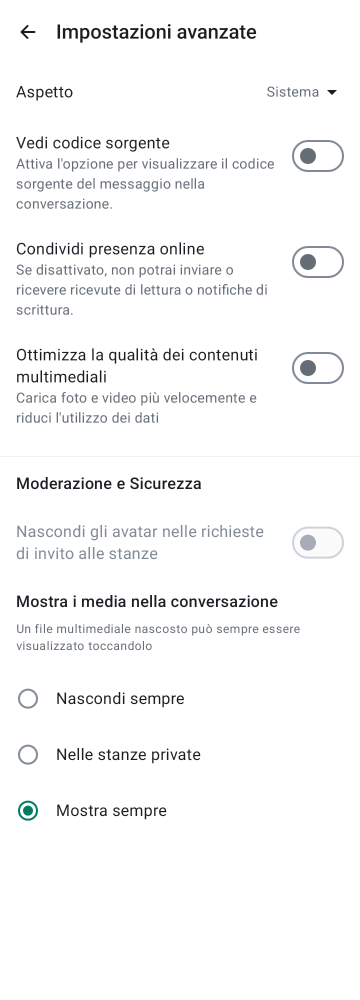 Impostazioni avanzate
Aspetto
Sistema
Vedi codice sorgente
Attiva l'opzione per visualizzare il codice
sorgente del messaggio nella
conversazione.
Condividi presenza online
Se disattivato, non potrai inviare o
ricevere ricevute di lettura o notifiche di
scrittura.
Ottimizza la qualità dei contenuti
multimediali
Carica foto e video più velocemente e
riduci l'utilizzo dei dati
Moderazione e Sicurezza
Nascondi gli avatar nelle richieste
di invito alle stanze
Mostra i media nella conversazione
Un file multimediale nascosto può sempre essere
visualizzato toccandolo
Nascondi sempre
Nelle stanze private
Mostra sempre